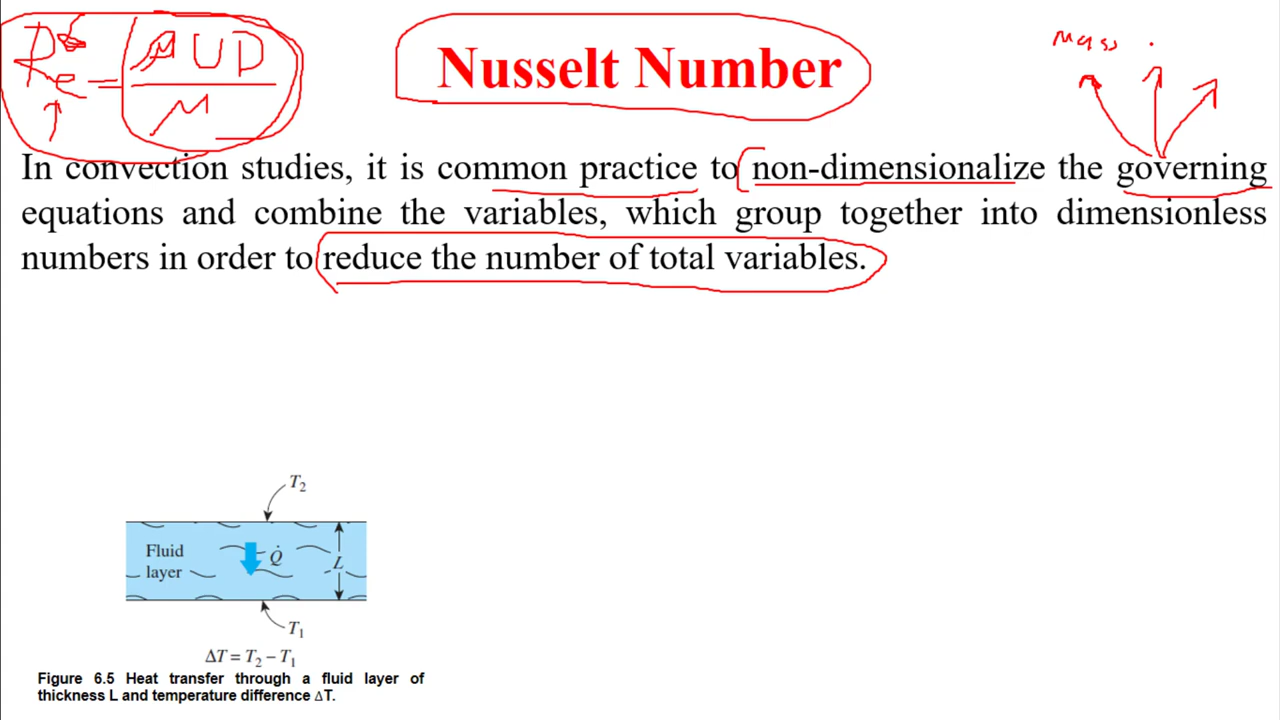 Re = ρUD
μ
Nusselt Number
Mass
In convection studies, it is common practice to non-dimensionalize the governing
equations and combine the variables, which group together into dimensionless
numbers in order to reduce the number of total variables.
T₂
Fluid
layer
Q̇
L
T₁
ΔT = T₂ – T₁
Figure 6.5 Heat transfer through a fluid layer of
thickness L and temperature difference ΔT.